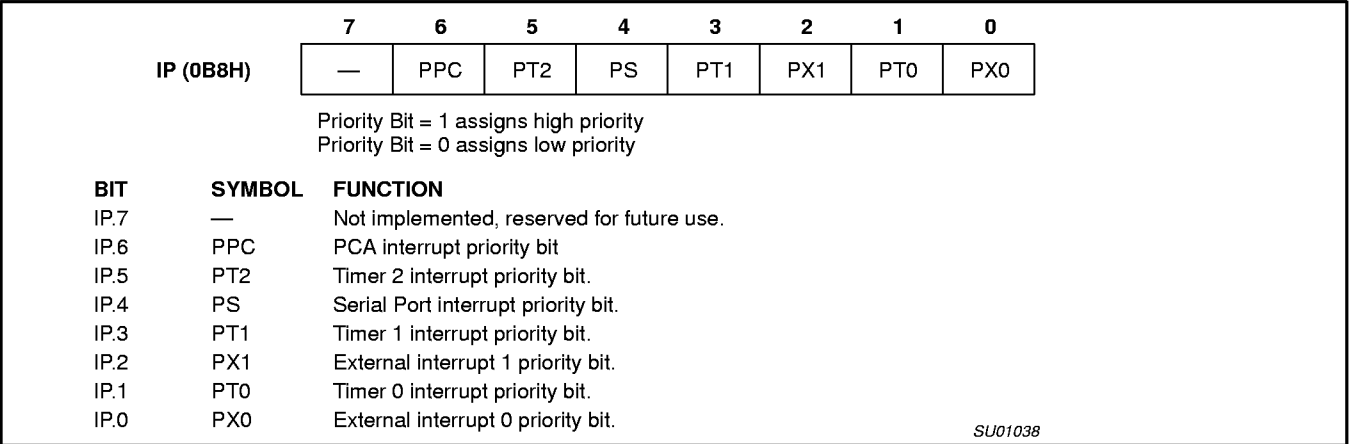 7 6 5 4 3 2 1 0
IP (0B8H) — PPC PT2 PS PT1 PX1 PT0 PX0
Priority Bit = 1 assigns high priority
Priority Bit = 0 assigns low priority
BIT SYMBOL FUNCTION
IP.7 — Not implemented, reserved for future use.
IP.6 PPC PCA interrupt priority bit
IP.5 PT2 Timer 2 interrupt priority bit.
IP.4 PS Serial Port interrupt priority bit.
IP.3 PT1 Timer 1 interrupt priority bit.
IP.2 PX1 External interrupt 1 priority bit.
IP.1 PT0 Timer 0 interrupt priority bit.
IP.0 PX0 External interrupt 0 priority bit.
SU01038